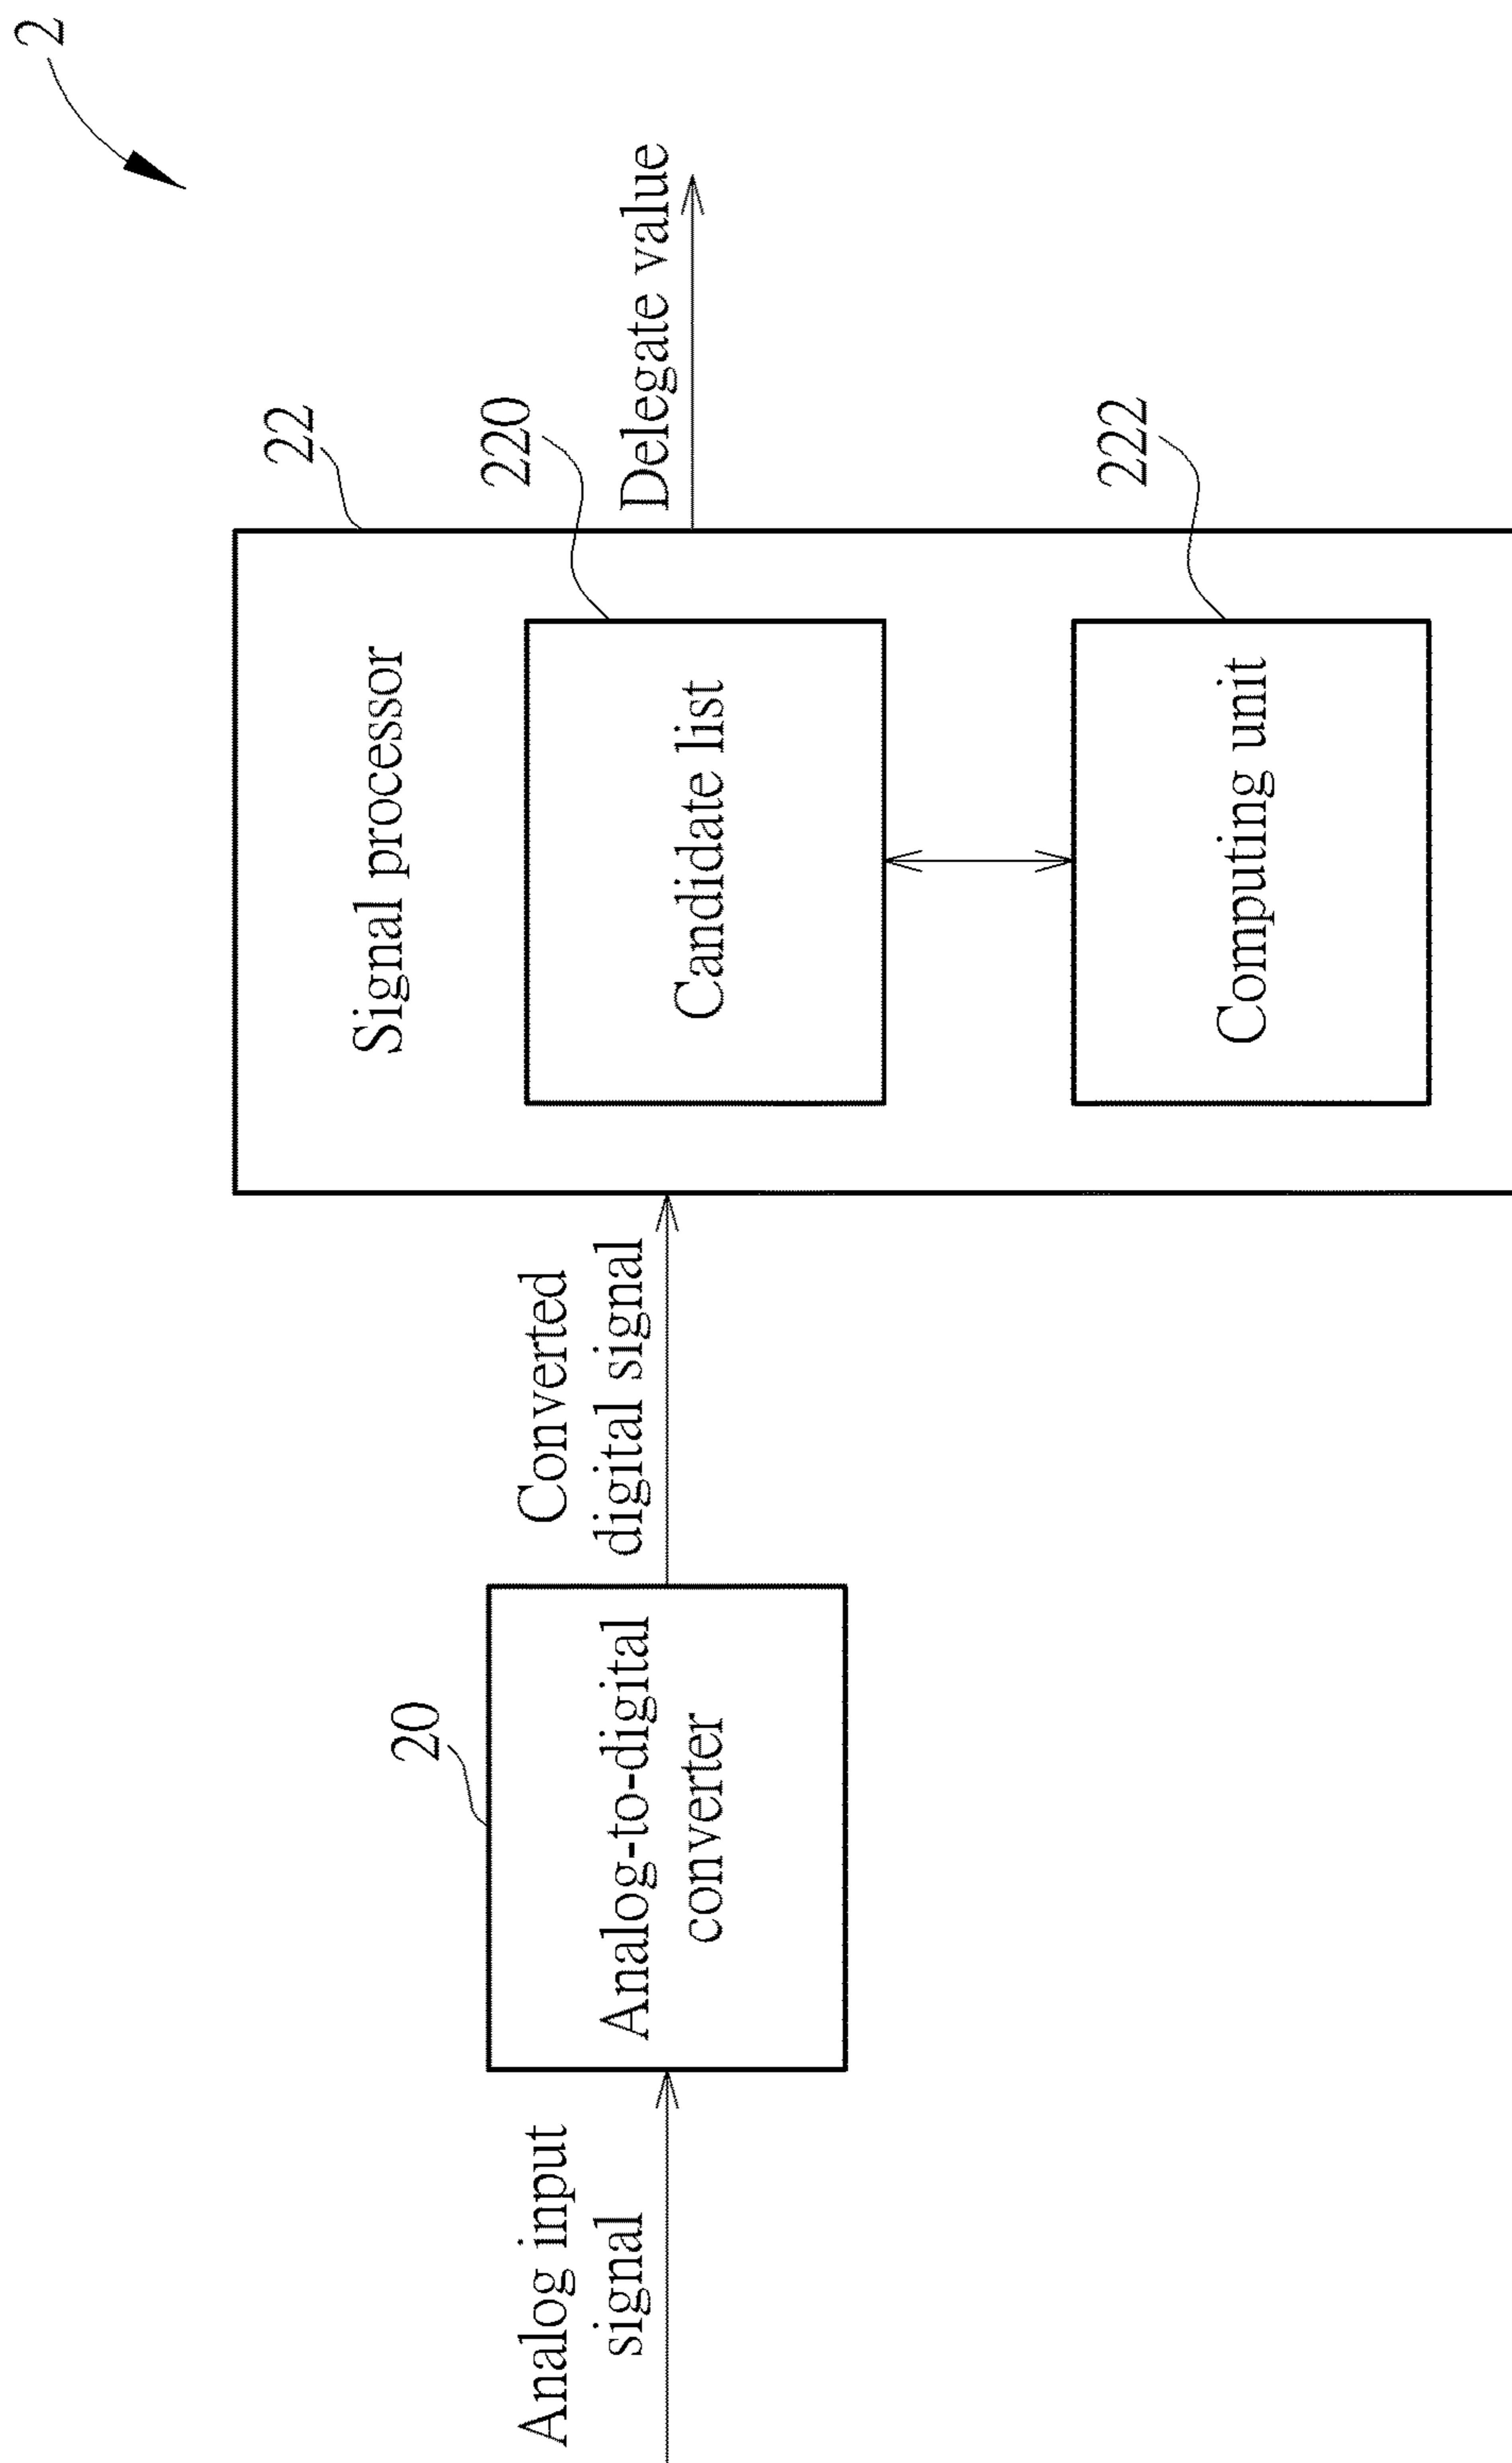 2
22
Signal processor
220
Candidate list
Delegate value
20
Analog input
signal
Analog-to-digital
converter
Converted
digital signal
222
Computing unit